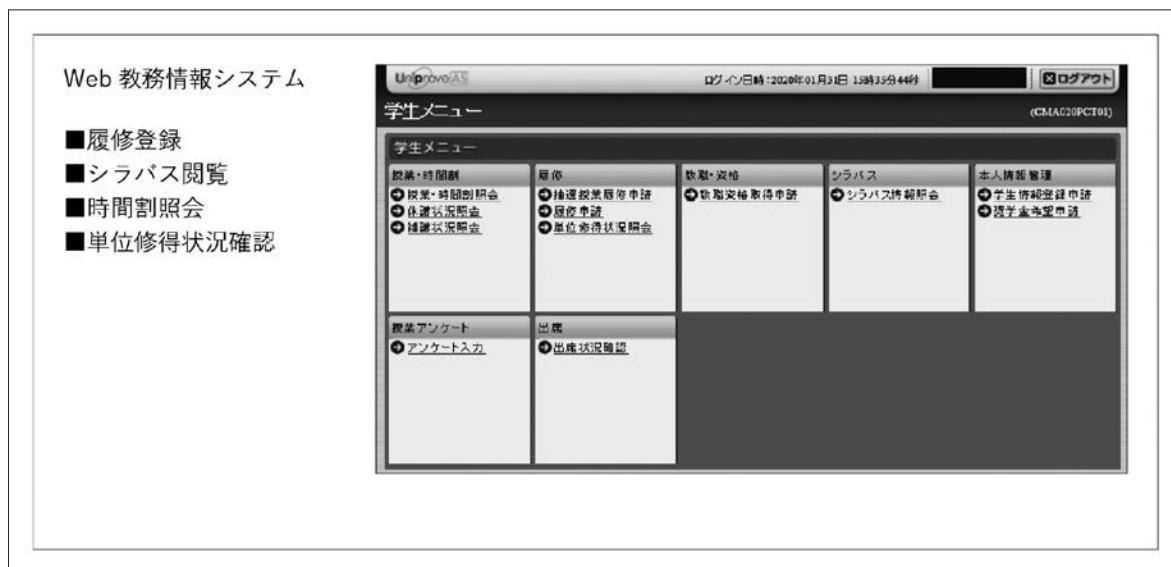 Web 教務情報システム
■履修登録
■シラバス閲覧
■時間割照会
■単位修得状況確認
UniproveAS
ログイン日時:2020年01月31日 15時35分44秒
ログアウト
学生メニュー
(CMA020PCT01)
学生メニュー
授業・時間割
授業・時間割照会
休講状況照会
補講状況照会
履修
抽選授業履修申請
履修申請
単位修得状況照会
教職・資格
教職資格取得申請
シラバス
シラバス情報照会
本人情報管理
学生情報登録申請
奨学金希望申請
授業アンケート
アンケート入力
出席
出席状況確認